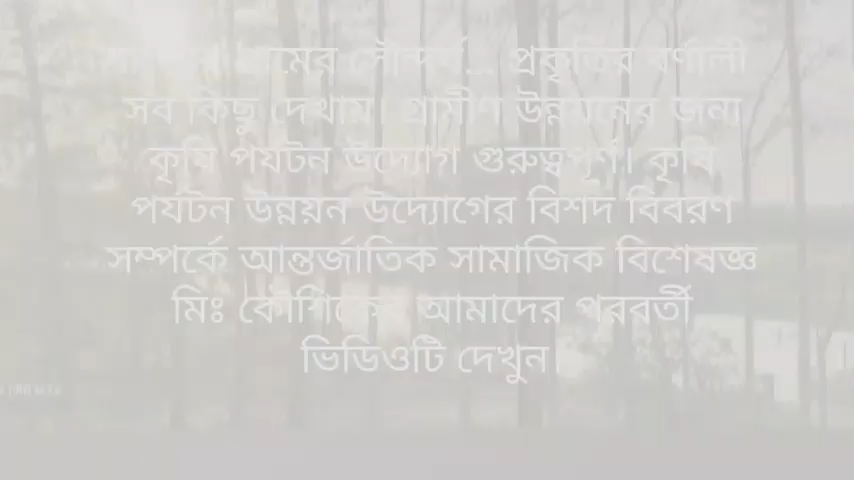 সৌন্দর্য... প্রকৃতির বর্ণালী
সব কিছু দেখায়। গ্রামীণ উন্নয়নের জন্য
কৃষি পর্যটন উদ্যোগ গুরুত্বপূর্ণ। কৃষি
পর্যটন উন্নয়ন উদ্যোগের বিশদ বিবরণ
সম্পর্কে আন্তর্জাতিক সামাজিক বিশেষজ্ঞ
মিঃ আমাদের পরবর্তী
ভিডিওটি দেখুন।